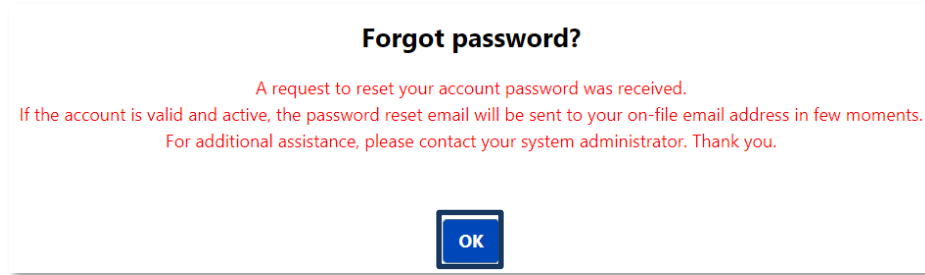 Forgot password?
A request to reset your account password was received.
If the account is valid and active, the password reset email will be sent to your on-file email address in few moments.
For additional assistance, please contact your system administrator. Thank you.
OK